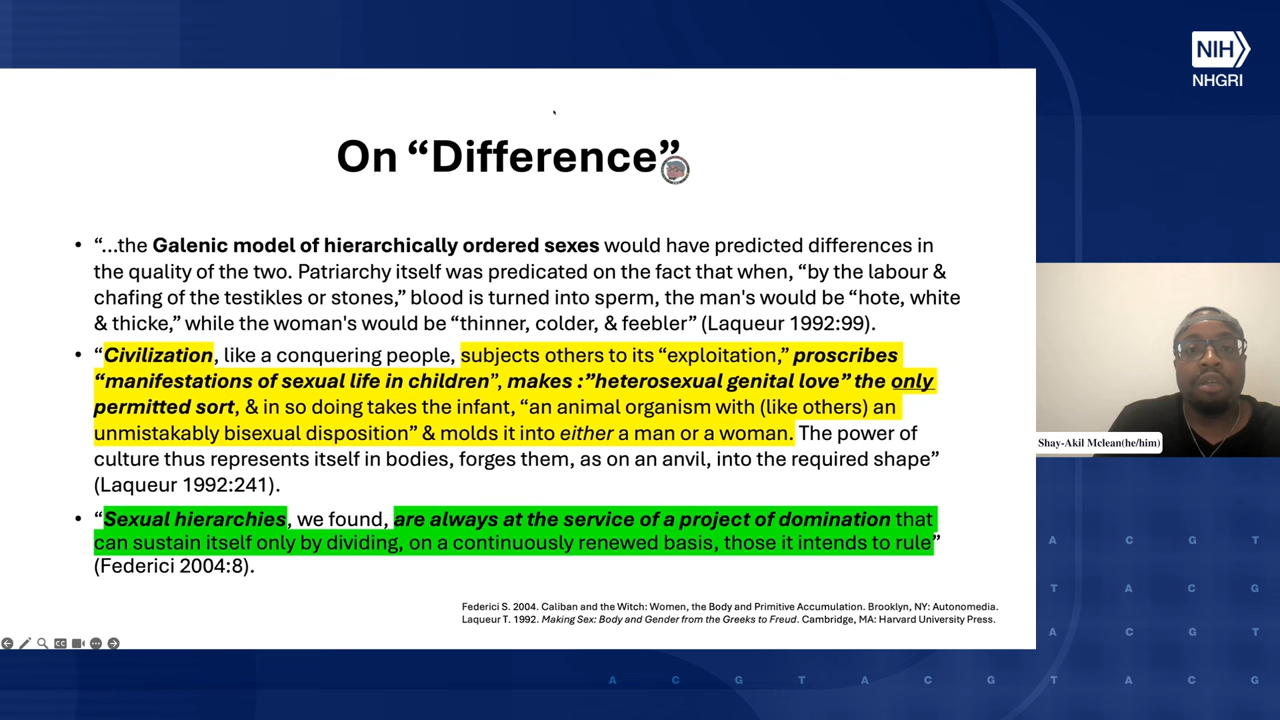 NIH
NHGRI
On “Difference”
• “...the Galenic model of hierarchically ordered sexes would have predicted differences in
the quality of the two. Patriarchy itself was predicated on the fact that when, “by the labour &
chafing of the testikles or stones,” blood is turned into sperm, the man's would be “hote, white
& thicke,” while the woman's would be “thinner, colder, & feebler” (Laqueur 1992:99).
• “Civilization, like a conquering people, subjects others to its “exploitation,” proscribes
“manifestations of sexual life in children”, makes :”heterosexual genital love” the only
permitted sort, & in so doing takes the infant, “an animal organism with (like others) an
unmistakably bisexual disposition” & molds it into either a man or a woman. The power of
culture thus represents itself in bodies, forges them, as on an anvil, into the required shape”
(Laqueur 1992:241).
• “Sexual hierarchies, we found, are always at the service of a project of domination that
can sustain itself only by dividing, on a continuously renewed basis, those it intends to rule”
(Federici 2004:8).
Federici S. 2004. Caliban and the Witch: Women, the Body and Primitive Accumulation. Brooklyn, NY: Autonomedia.
Laqueur T. 1992. Making Sex: Body and Gender from the Greeks to Freud. Cambridge, MA: Harvard University Press.
CC
Shay-Akil Mclean(he/him)
A C G T
T A C G
A C G T
A C G T A C G T A C G